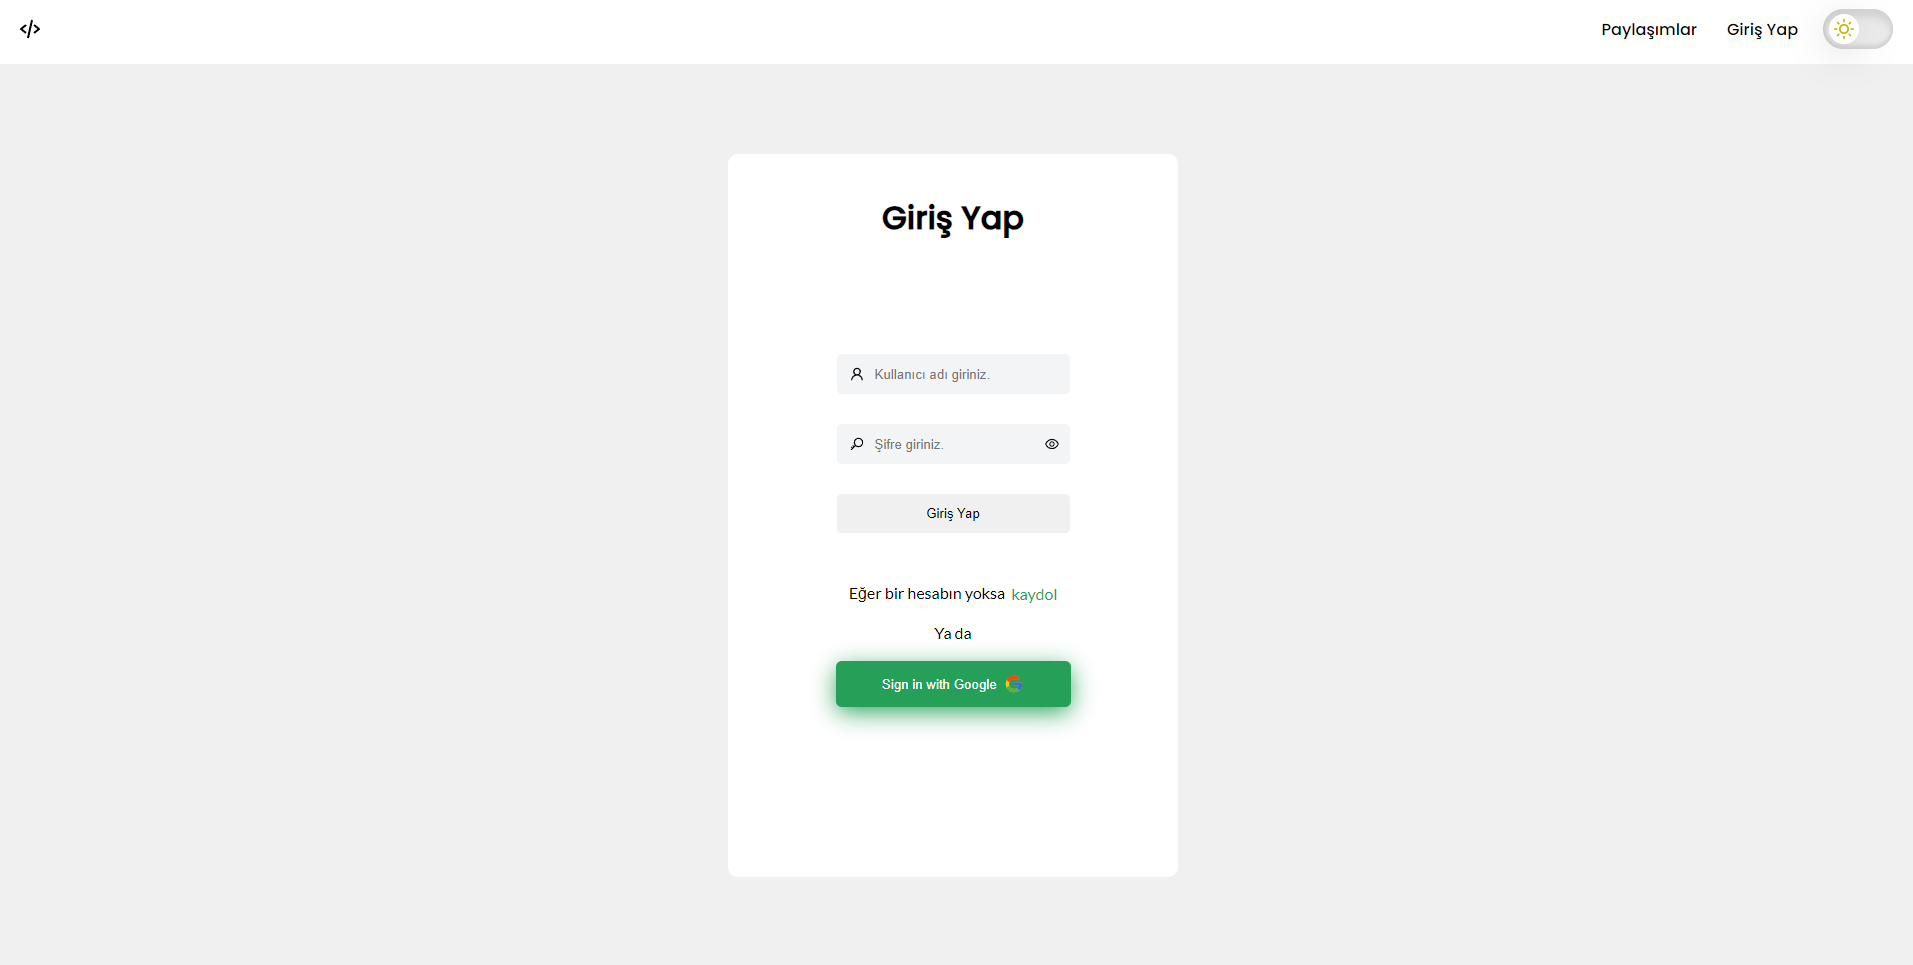 </>
Paylaşımlar
Giriş Yap
Giriş Yap
Kullanıcı adı giriniz.
Şifre giriniz.
Giriş Yap
Eğer bir hesabın yoksa kaydol
Ya da
Sign in with Google